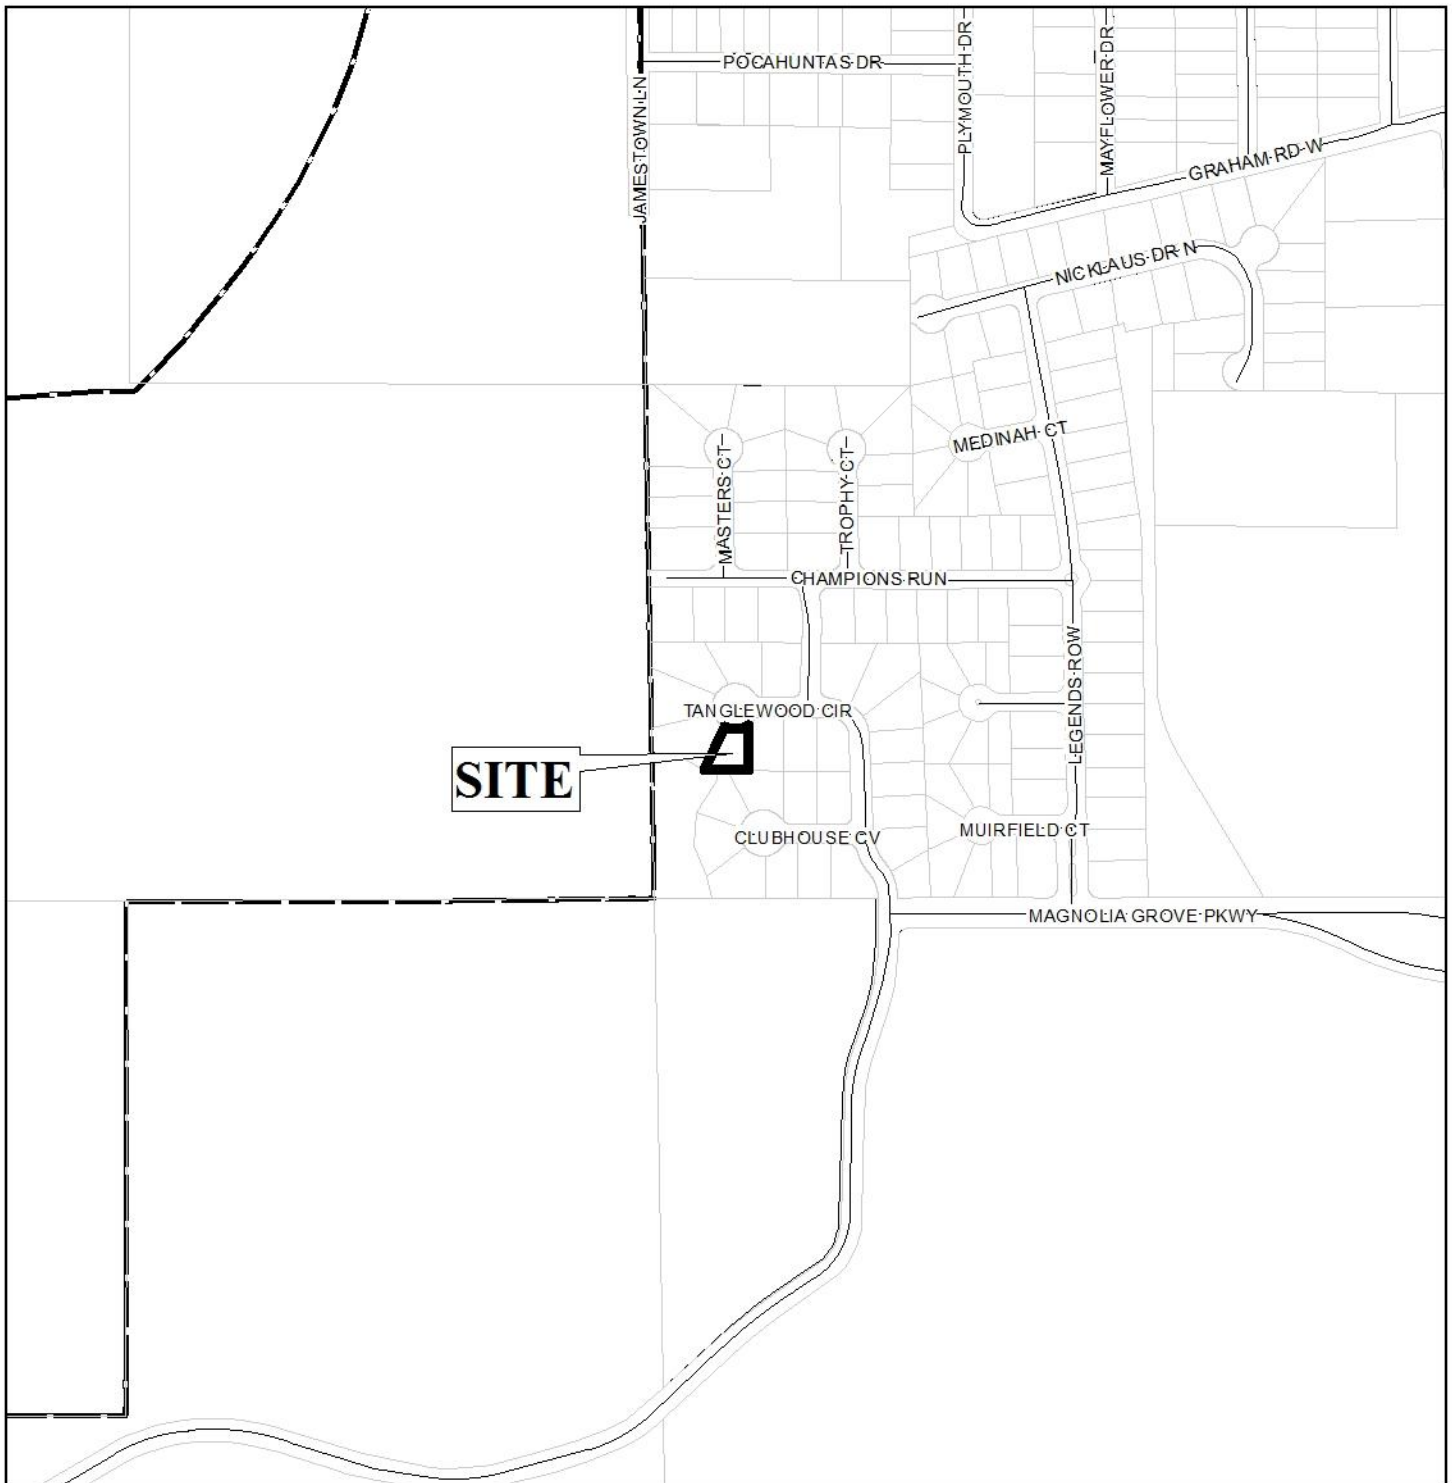 POCAHUNTAS DR
PLYMOUTH DR
MAYFLOWER DR
JAMESTOWN LN
GRAHAM RD W
NICKLAUS DR N
MEDINAH CT
MASTERS CT
TROPHY CT
CHAMPIONS RUN
LEGENDS ROW
TANGLEWOOD CIR
SITE
CLUBHOUSE CV
MUIRFIELD CT
MAGNOLIA GROVE PKWY